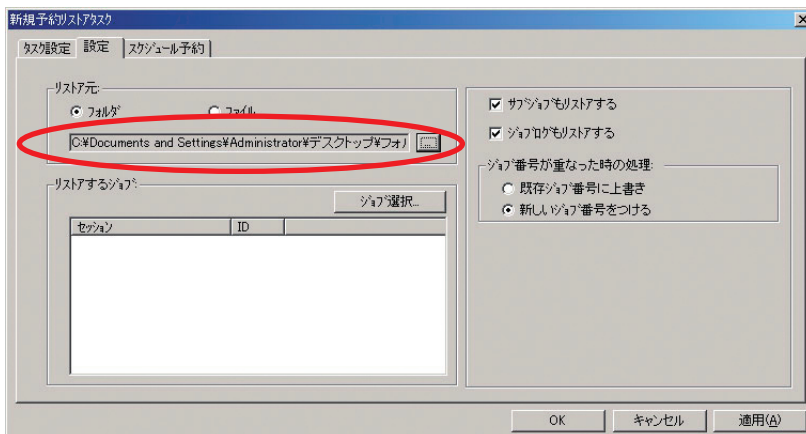 新規予約リストアタスク
タスク設定 設定 スケジュール予約
リストア元:
フォルダ ファイル
C:¥Documents and Settings¥Administrator¥デスクトップ¥フォ ...
リストアするジョブ:
ジョブ選択...
セッション ID
サブジョブもリストアする
ジョブログもリストアする
ジョブ番号が重なった時の処理:
既存ジョブ番号に上書き
新しいジョブ番号をつける
OK キャンセル 適用(A)